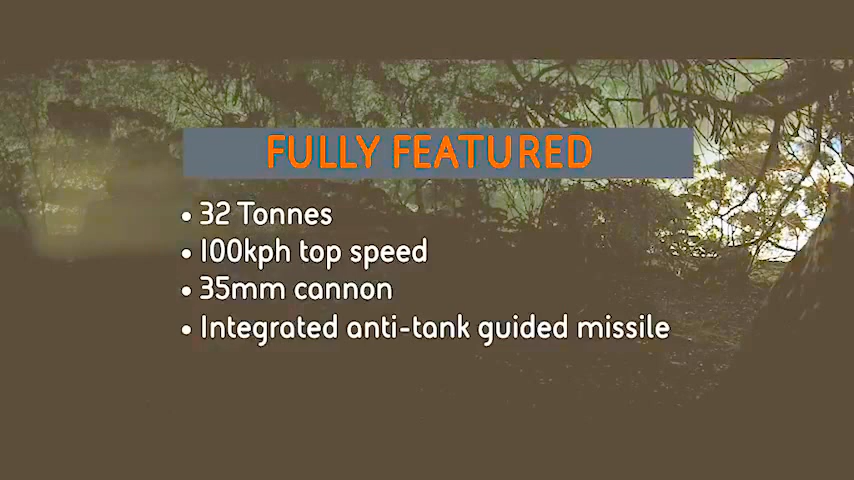 FULLY FEATURED
• 32 Tonnes
• 100kph top speed
• 35mm cannon
• Integrated anti-tank guided missile